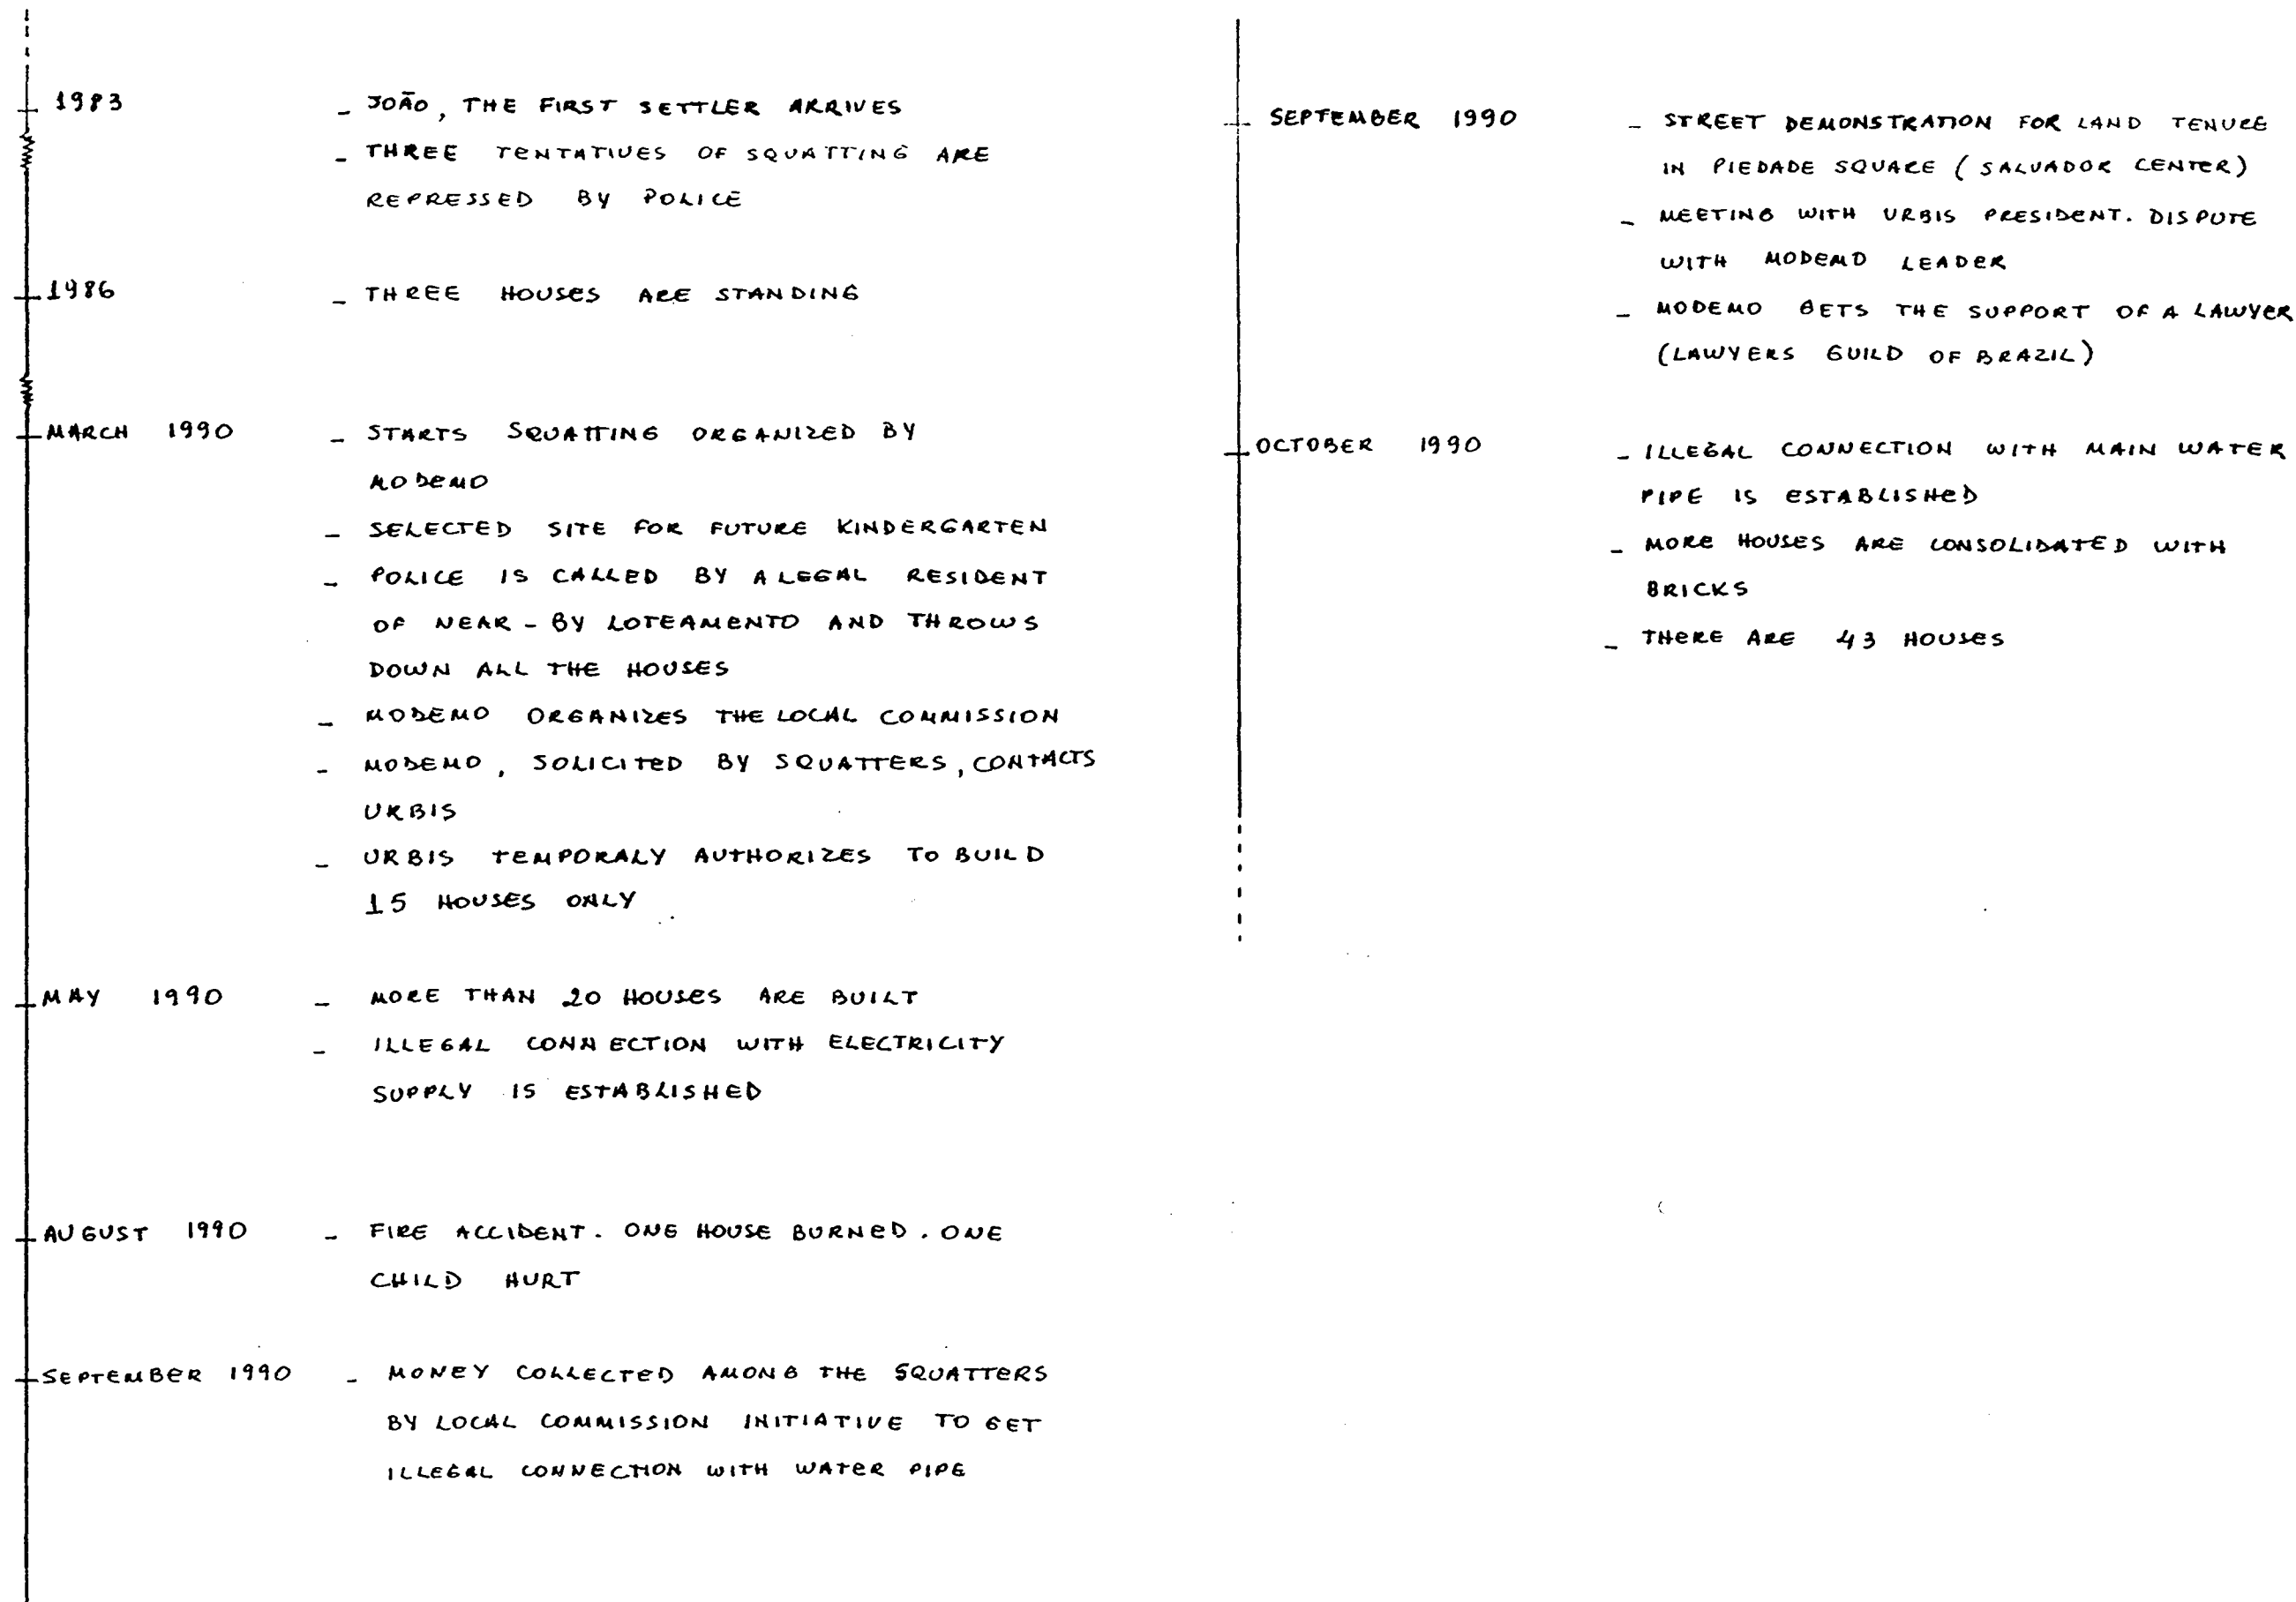 1983
- JOÃO, THE FIRST SETTLER ARRIVES
- THREE TENTATIVES OF SQUATTING ARE
REPRESSED BY POLICE
1986
- THREE HOUSES ARE STANDING
MARCH 1990
- STARTS SQUATTING ORGANIZED BY
MODEMO
- SELECTED SITE FOR FUTURE KINDERGARTEN
- POLICE IS CALLED BY A LEGAL RESIDENT
OF NEAR-BY LOTEAMENTO AND THROWS
DOWN ALL THE HOUSES
- MODEMO ORGANIZES THE LOCAL COMMISSION
- MODEMO, SOLICITED BY SQUATTERS, CONTACTS
URBIS
- URBIS TEMPORALY AUTHORIZES TO BUILD
15 HOUSES ONLY
MAY 1990
- MORE THAN 20 HOUSES ARE BUILT
- ILLEGAL CONNECTION WITH ELECTRICITY
SUPPLY IS ESTABLISHED
AUGUST 1990
- FIRE ACCIDENT. ONE HOUSE BURNED. ONE
CHILD HURT
SEPTEMBER 1990
- MONEY COLLECTED AMONG THE SQUATTERS
BY LOCAL COMMISSION INITIATIVE TO GET
ILLEGAL CONNECTION WITH WATER PIPE
SEPTEMBER 1990
- STREET DEMONSTRATION FOR LAND TENURE
IN PIEDADE SQUARE (SALVADOR CENTER)
- MEETING WITH URBIS PRESIDENT. DISPUTE
WITH MODEMO LEADER
- MODEMO GETS THE SUPPORT OF A LAWYER
(LAWYERS GUILD OF BRAZIL)
OCTOBER 1990
- ILLEGAL CONNECTION WITH MAIN WATER
PIPE IS ESTABLISHED
- MORE HOUSES ARE CONSOLIDATED WITH
BRICKS
- THERE ARE 43 HOUSES